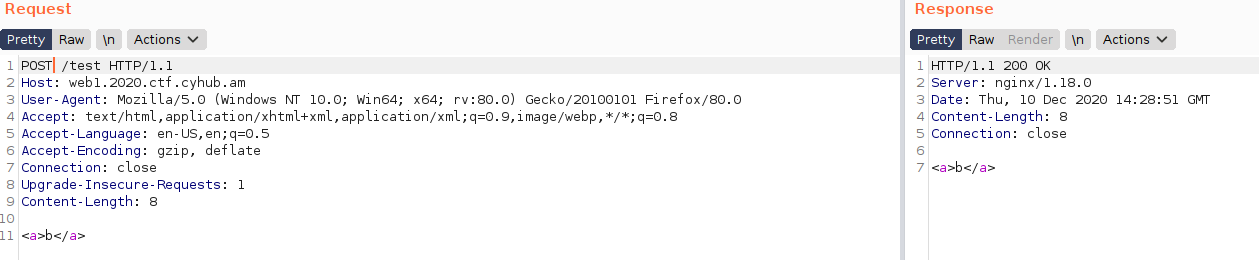 Request
Pretty Raw \n Actions
1 POST /test HTTP/1.1
2 Host: web1.2020.ctf.cyhub.am
3 User-Agent: Mozilla/5.0 (Windows NT 10.0; Win64; x64; rv:80.0) Gecko/20100101 Firefox/80.0
4 Accept: text/html,application/xhtml+xml,application/xml;q=0.9,image/webp,*/*;q=0.8
5 Accept-Language: en-US,en;q=0.5
6 Accept-Encoding: gzip, deflate
7 Connection: close
8 Upgrade-Insecure-Requests: 1
9 Content-Length: 8
10
11 <a>b</a>
Response
Pretty Raw Render \n Actions
1 HTTP/1.1 200 OK
2 Server: nginx/1.18.0
3 Date: Thu, 10 Dec 2020 14:28:51 GMT
4 Content-Length: 8
5 Connection: close
6
7 <a>b</a>